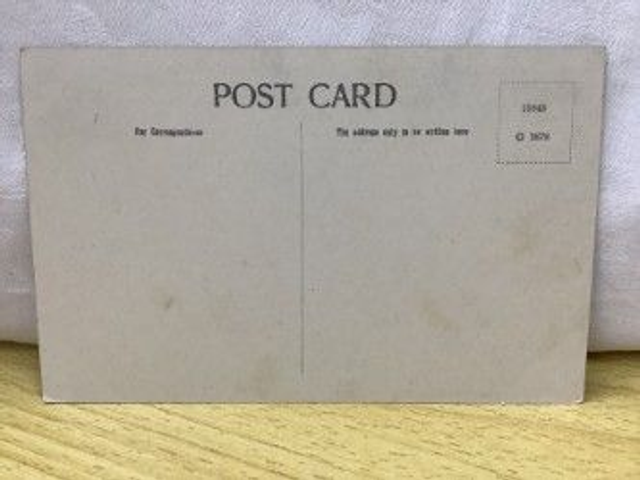 POST CARD
For Correspondence
The address only to be written here